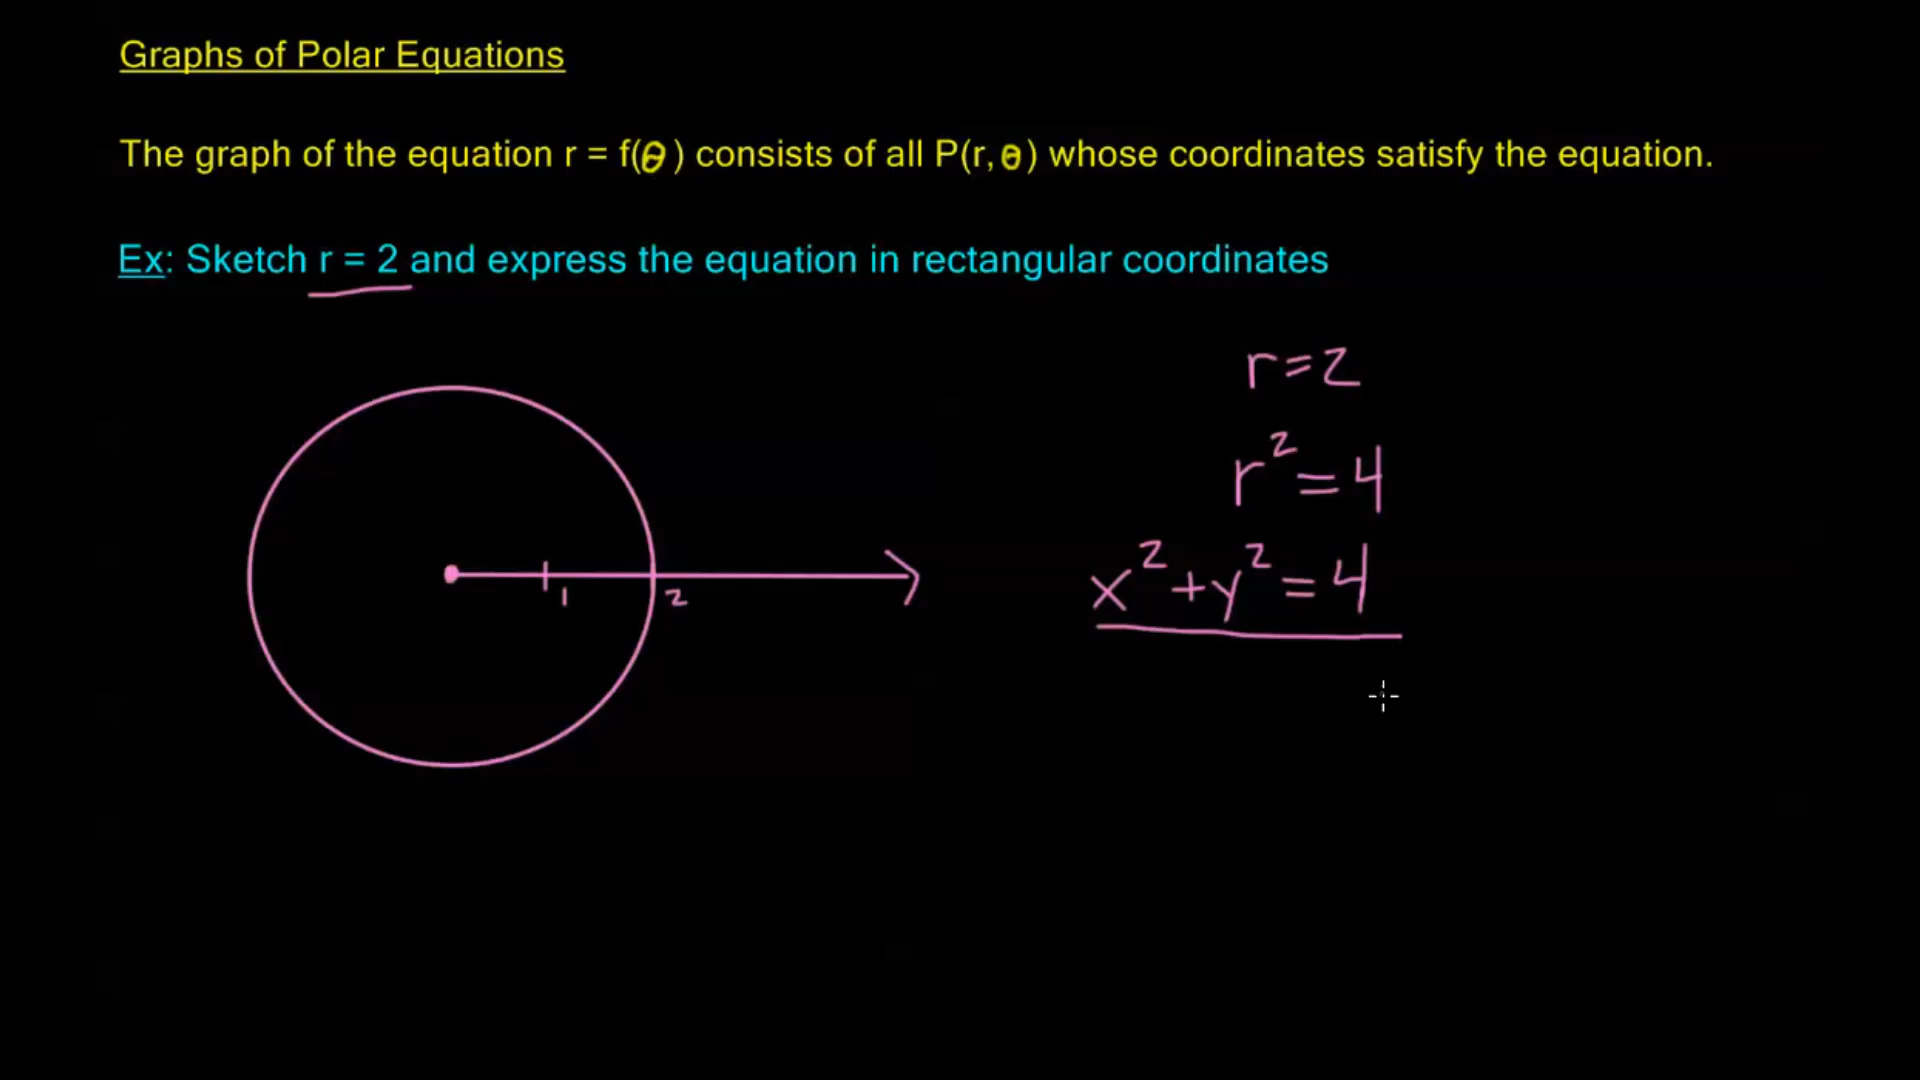 Graphs of Polar Equations
The graph of the equation r = f(θ) consists of all P(r, θ) whose coordinates satisfy the equation.
Ex: Sketch r = 2 and express the equation in rectangular coordinates
r=2
r²=4
x²+y²=4
1 2